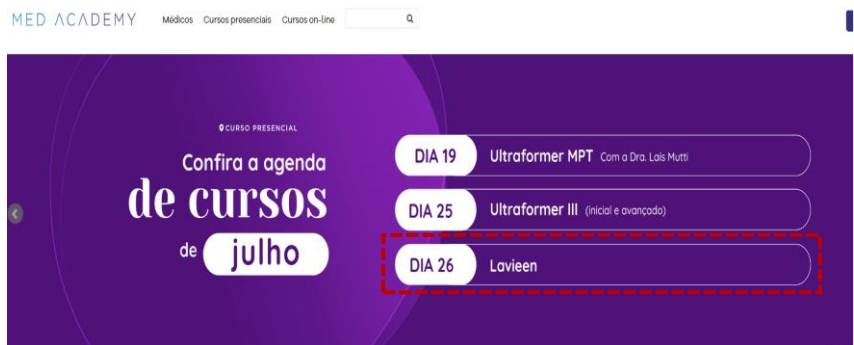 MED ACADEMY
Médicos Cursos presenciais Cursos on-line
CURSO PRESENCIAL
Confira a agenda
de cursos
de julho
DIA 19 Ultraformer MPT Com a Dra. Laís Mutti
DIA 25 Ultraformer III (inicial e avançado)
DIA 26 Lavieen